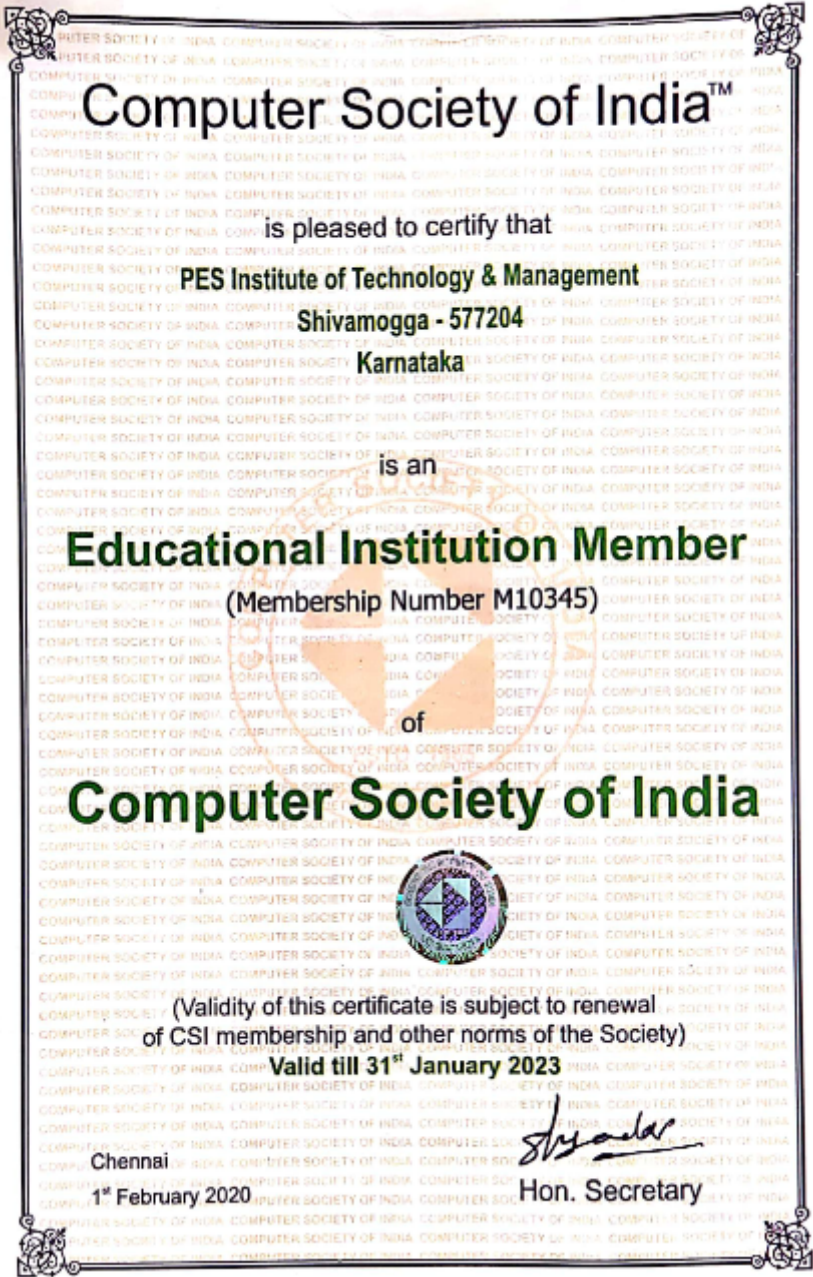 Computer Society of India™
is pleased to certify that
PES Institute of Technology & Management
Shivamogga - 577204
Karnataka
is an
Educational Institution Member
(Membership Number M10345)
of
Computer Society of India
(Validity of this certificate is subject to renewal
of CSI membership and other norms of the Society)
Valid till 31st January 2023
Chennai
1st February 2020
Hon. Secretary